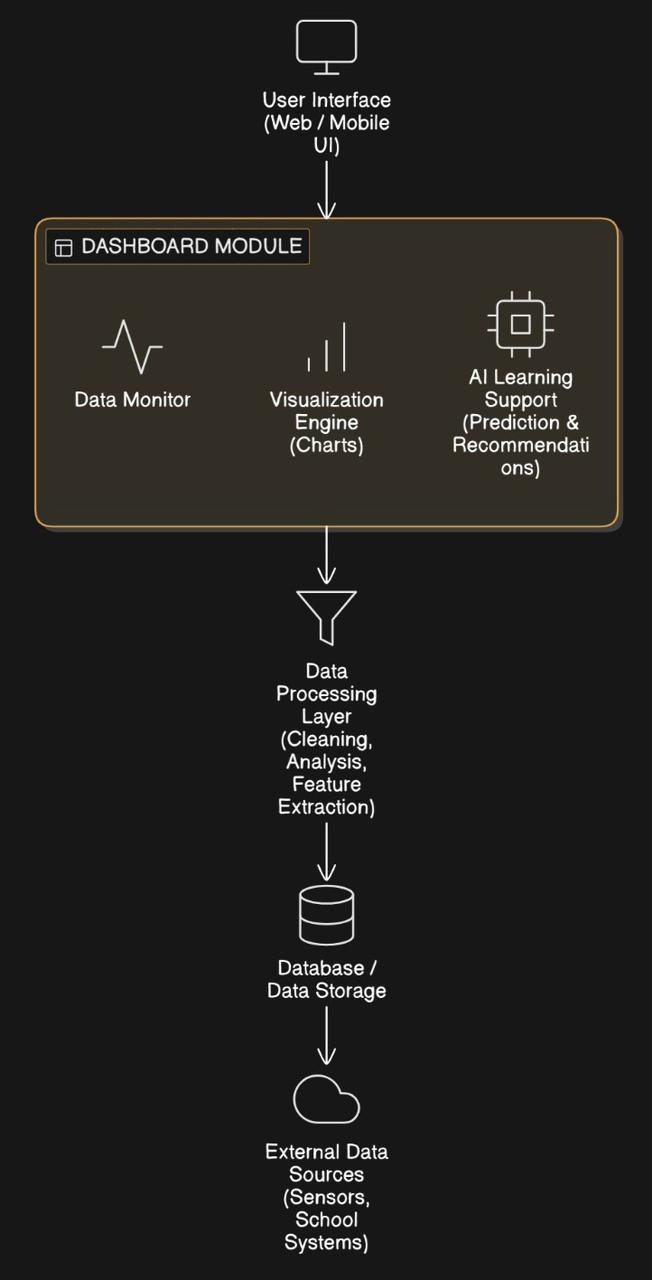 User Interface
(Web / Mobile
UI)
DASHBOARD MODULE
Data Monitor
Visualization
Engine
(Charts)
AI Learning
Support
(Prediction &
Recommendati
ons)
Data
Processing
Layer
(Cleaning,
Analysis,
Feature
Extraction)
Database /
Data Storage
External Data
Sources
(Sensors,
School
Systems)